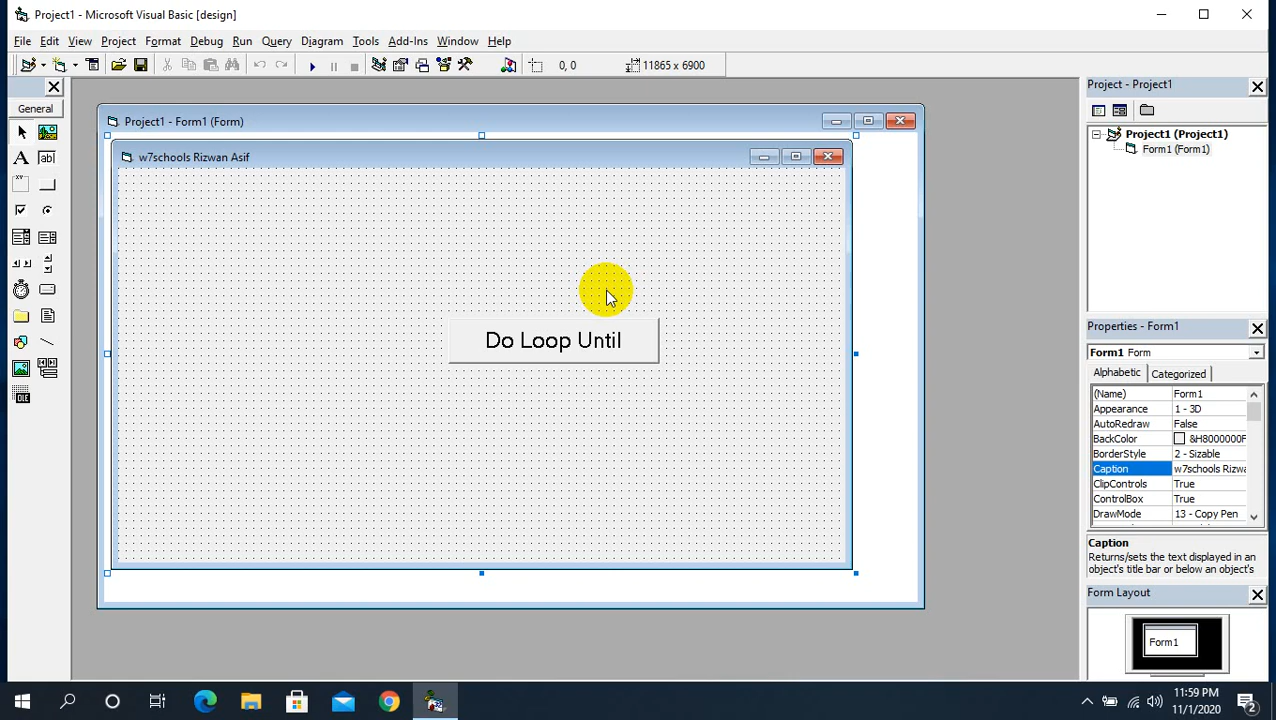 Project1 - Microsoft Visual Basic [design]
File Edit View Project Format Debug Run Query Diagram Tools Add-Ins Window Help
0, 0
11865 x 6900
General
A
ab|
xv
OLE
Project1 - Form1 (Form)
w7schools Rizwan Asif
Do Loop Until
Project - Project1
Project1 (Project1)
Form1 (Form1)
Properties - Form1
Form1 Form
Alphabetic Categorized
(Name) Form1
Appearance 1 - 3D
AutoRedraw False
BackColor &H8000000F
BorderStyle 2 - Sizable
Caption w7schools Rizwa
ClipControls True
ControlBox True
DrawMode 13 - Copy Pen
Caption
Returns/sets the text displayed in an
object's title bar or below an object's
Form Layout
Form1
11:59 PM
11/1/2020
2